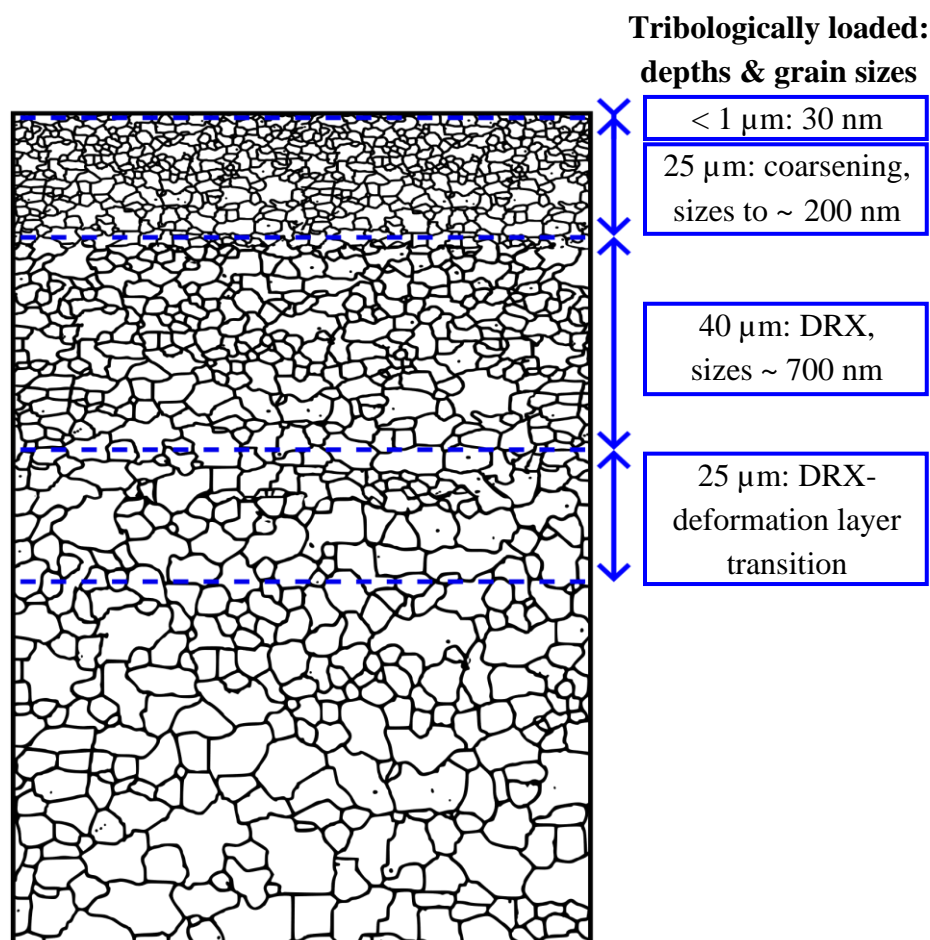 Tribologically loaded:
depths & grain sizes
< 1 µm: 30 nm
25 µm: coarsening,
sizes to ~ 200 nm
40 µm: DRX,
sizes ~ 700 nm
25 µm: DRX-
deformation layer
transition